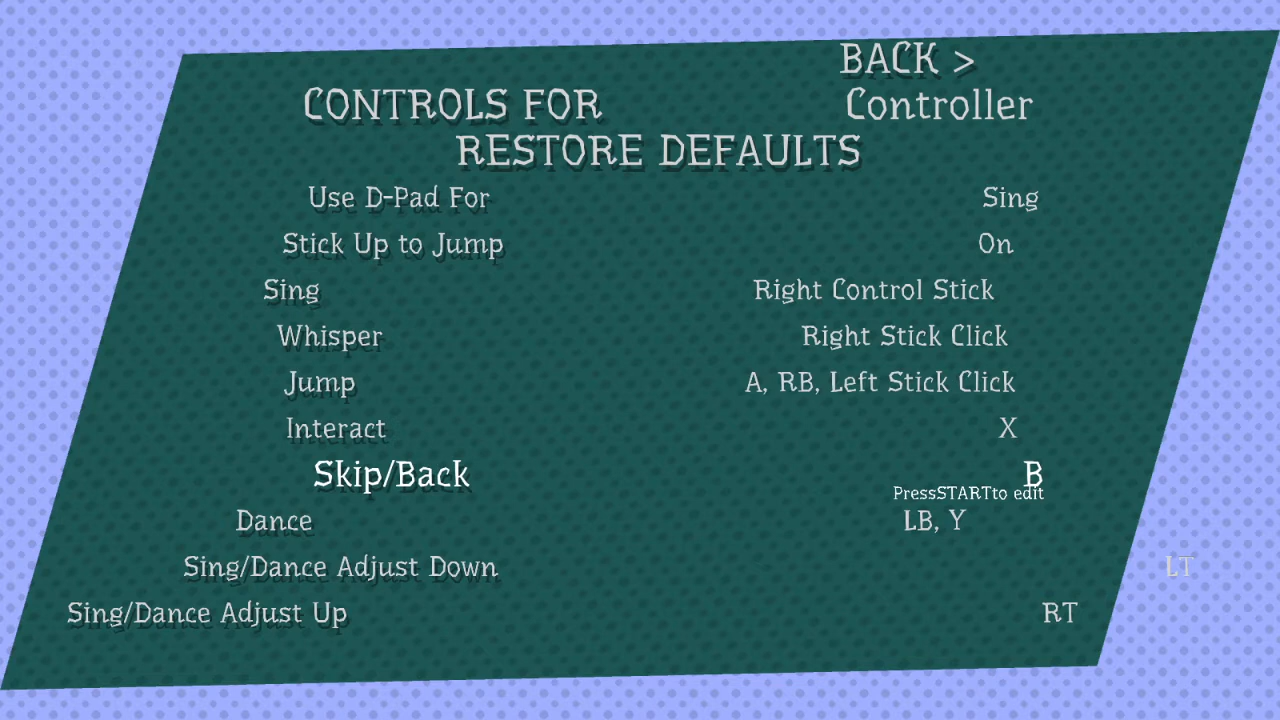 BACK >
CONTROLS FOR Controller
RESTORE DEFAULTS
Use D-Pad For Sing
Stick Up to Jump On
Sing Right Control Stick
Whisper Right Stick Click
Jump A, RB, Left Stick Click
Interact X
Skip/Back B
PressSTARTto edit
Dance LB, Y
Sing/Dance Adjust Down LT
Sing/Dance Adjust Up RT